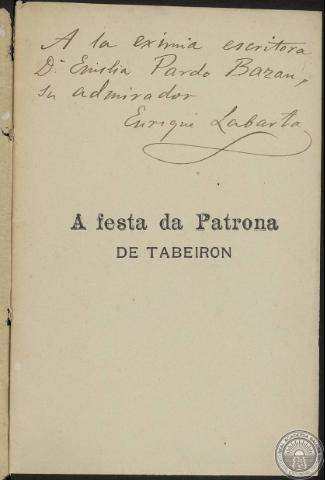 A la eximia escritora
Dª Emilia Pardo Bazan,
su admirador
Enrique Labarta
A festa da Patrona
DE TABEIRON